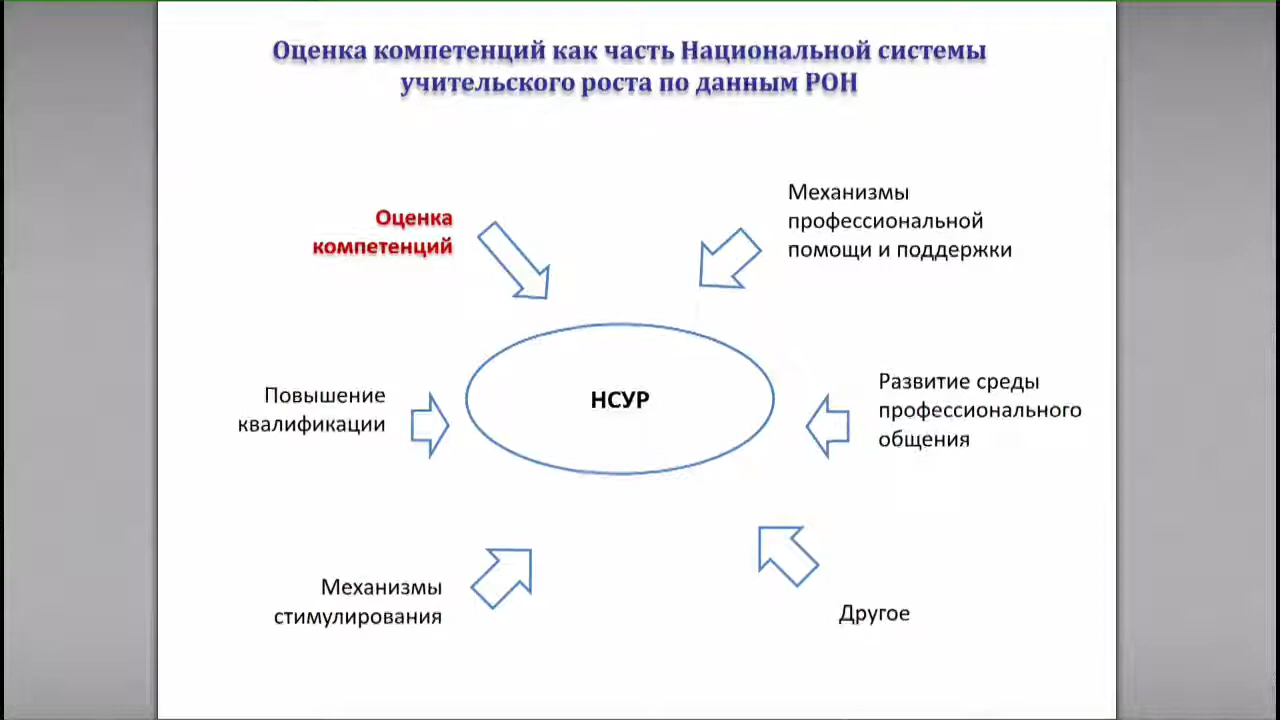 Оценка компетенций как часть Национальной системы
учительского роста по данным РОН
Оценка
компетенций
Механизмы
профессиональной
помощи и поддержки
Повышение
квалификации
НСУР
Развитие среды
профессионального
общения
Механизмы
стимулирования
Другое